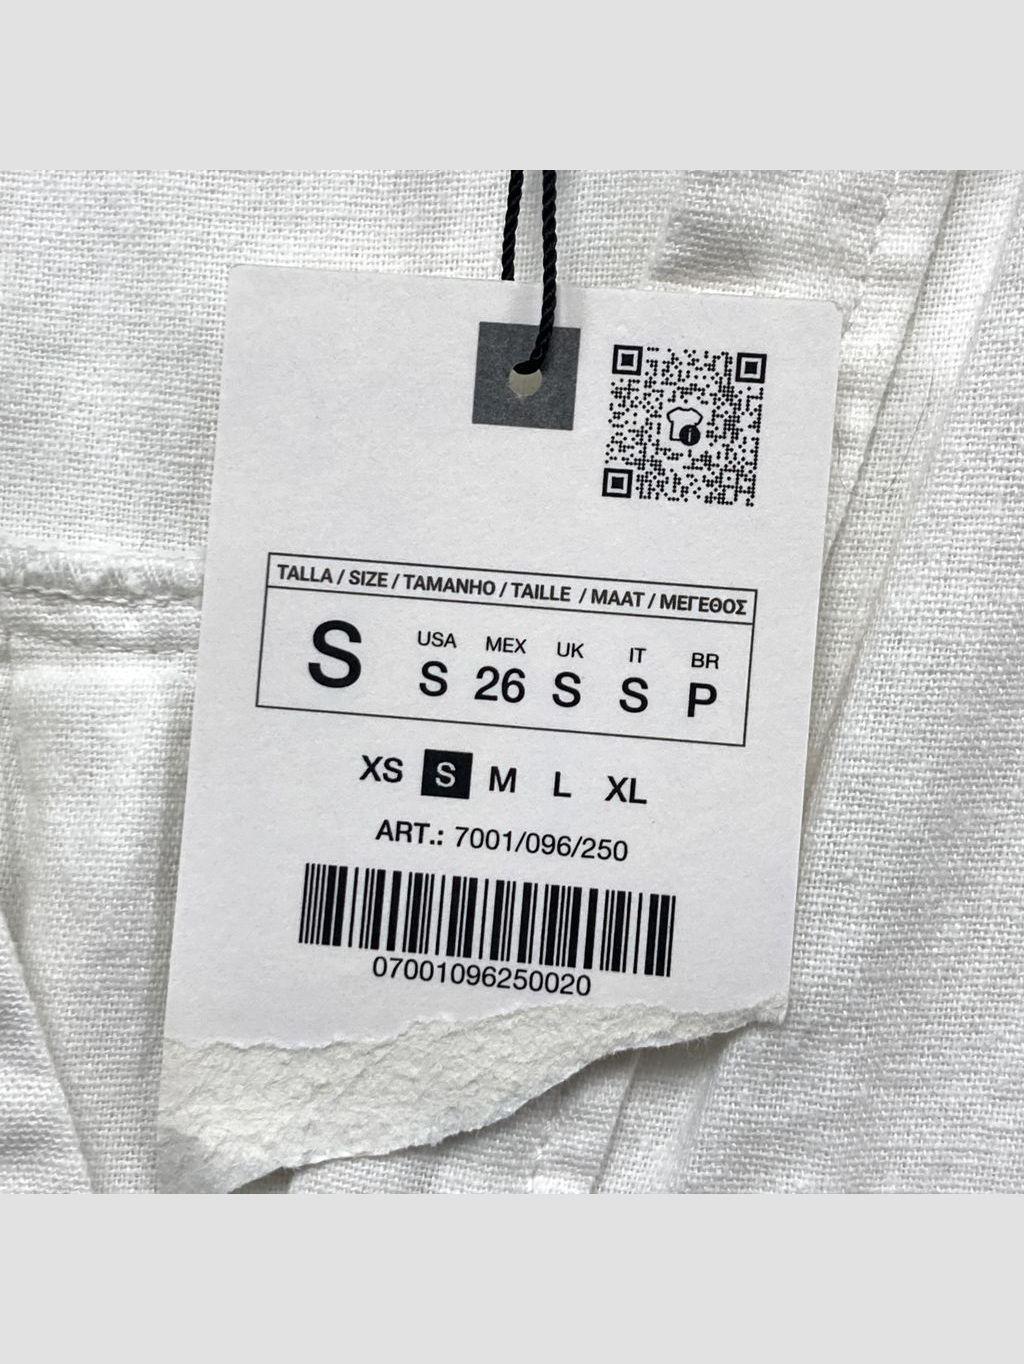 TALLA / SIZE / TAMANHO / TAILLE / MAAT / ΜΕΓΕΘΟΣ
USA MEX UK IT BR
S S 26 S S P
XS S M L XL
ART.: 7001/096/250
07001096250020